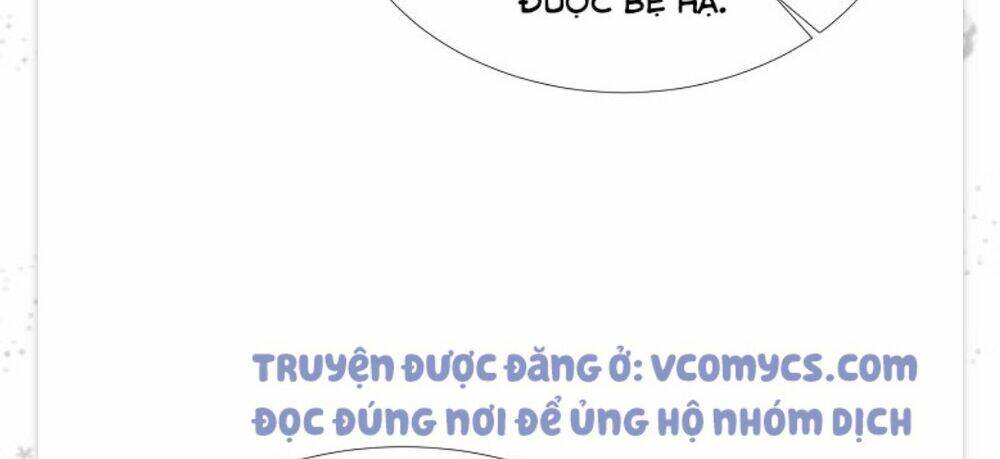 ĐƯỢC BỆ HẠ.
TRUYỆN ĐƯỢC ĐĂNG Ở: VCOMYCS.COM
ĐỌC ĐÚNG NƠI ĐỂ ỦNG HỘ NHÓM DỊCH